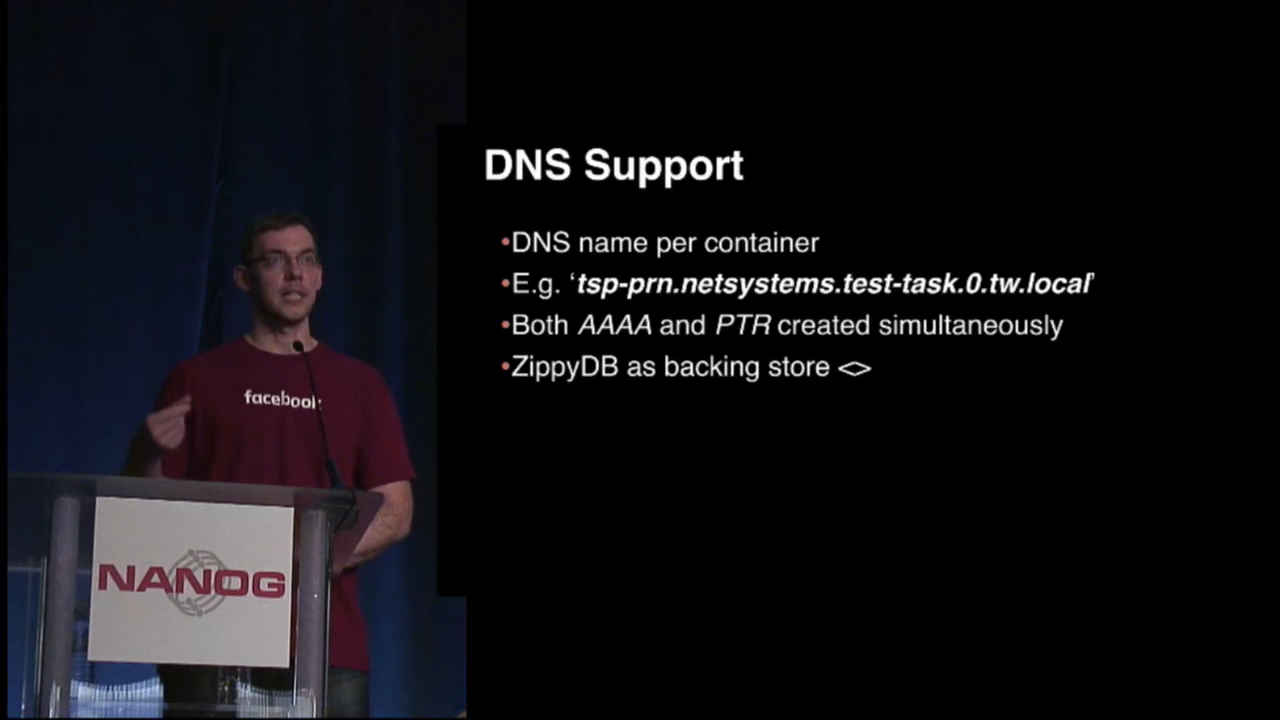 DNS Support
•DNS name per container
•E.g. ‘tsp-prn.netsystems.test-task.0.tw.local’
•Both AAAA and PTR created simultaneously
•ZippyDB as backing store <>
facebook
NANOG